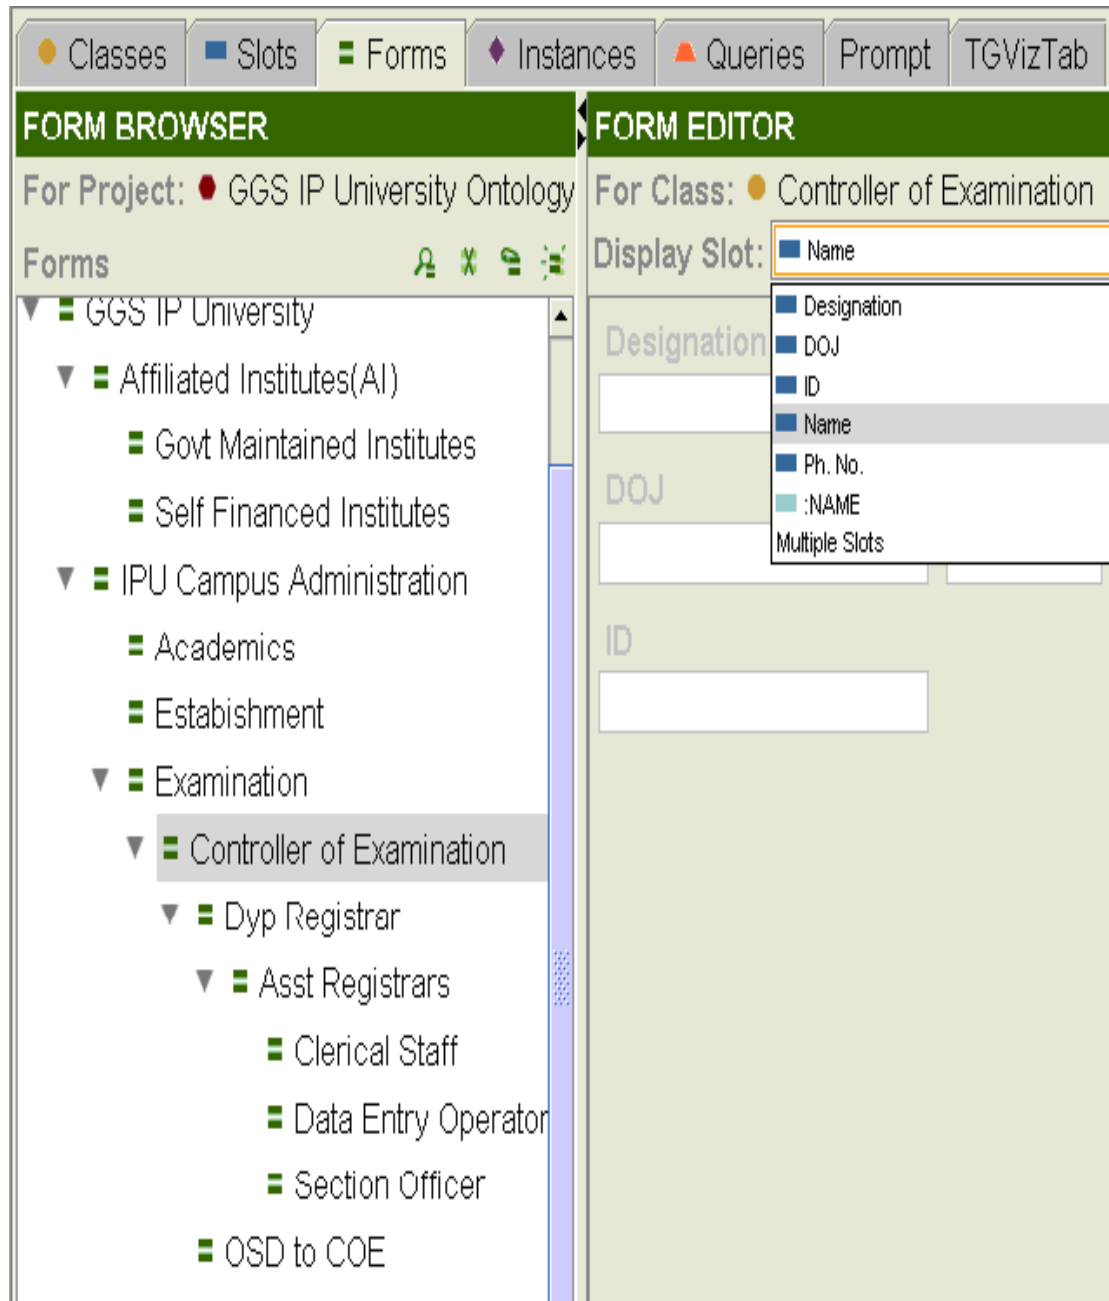 Classes Slots Forms Instances Queries Prompt TGVizTab
FORM BROWSER
For Project: GGS IP University Ontology
Forms
GGS IP University
Affiliated Institutes(AI)
Govt Maintained Institutes
Self Financed Institutes
IPU Campus Administration
Academics
Estabishment
Examination
Controller of Examination
Dyp Registrar
Asst Registrars
Clerical Staff
Data Entry Operator
Section Officer
OSD to COE
FORM EDITOR
For Class: Controller of Examination
Display Slot: Name
Designation
DOJ
ID
Name
Ph. No.
:NAME
Multiple Slots
Designation
DOJ
ID